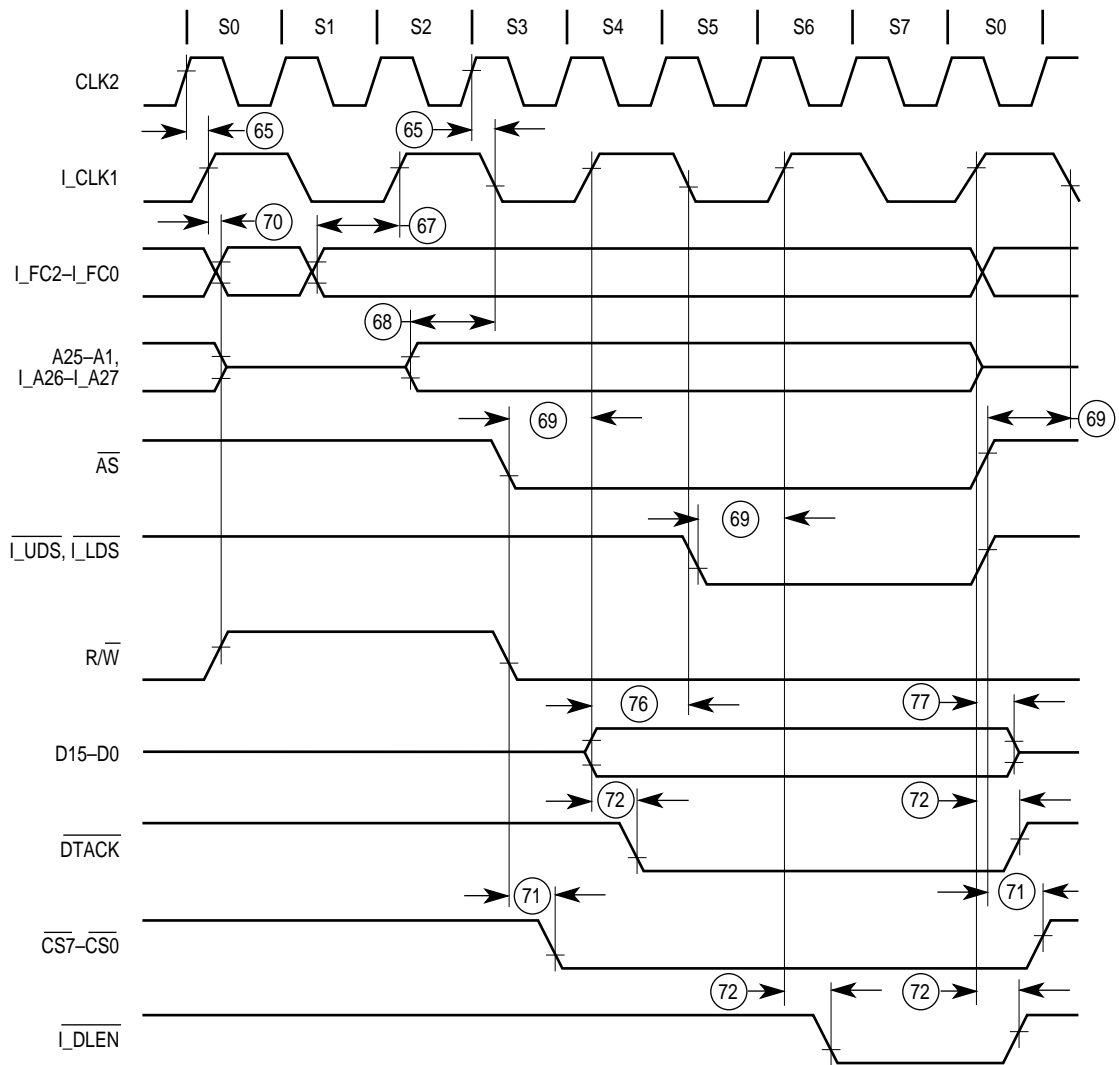 S0 S1 S2 S3 S4 S5 S6 S7 S0
CLK2
65 65
I_CLK1
70 67
I_FC2–I_FC0
68
A25–A1,
I_A26–I_A27
69 69
AS
69
I_UDS, I_LDS
R/W
76 77
D15–D0
72 72
DTACK
71 71
CS7–CS0
72 72
I_DLEN